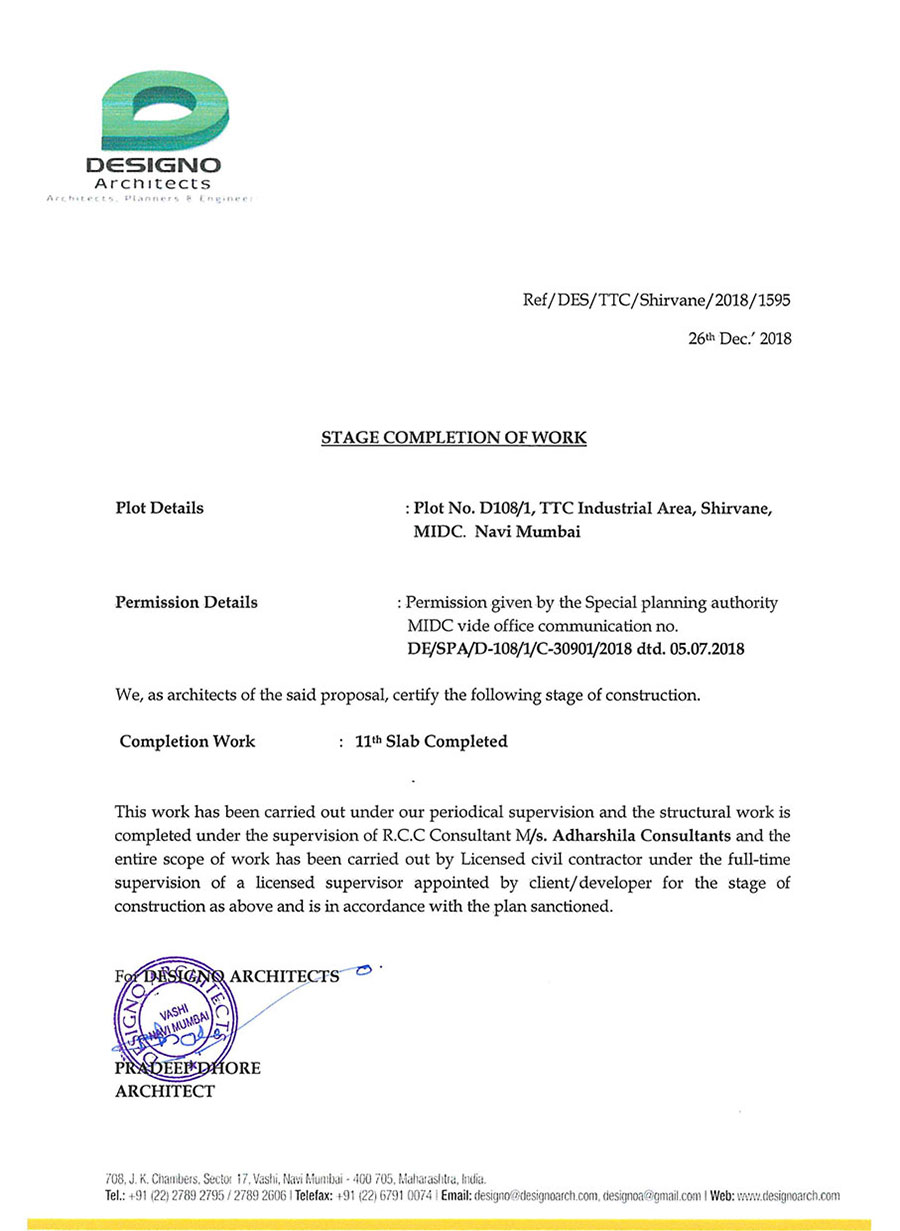 DESIGNO
Architects
Architects, Planners & Engineer
Ref/DES/TTC/Shirvane/2018/1595
26th Dec.' 2018
STAGE COMPLETION OF WORK
Plot Details : Plot No. D108/1, TTC Industrial Area, Shirvane,
MIDC. Navi Mumbai
Permission Details : Permission given by the Special planning authority
MIDC vide office communication no.
DE/SPA/D-108/1/C-30901/2018 dtd. 05.07.2018
We, as architects of the said proposal, certify the following stage of construction.
Completion Work : 11th Slab Completed
This work has been carried out under our periodical supervision and the structural work is
completed under the supervision of R.C.C Consultant M/s. Adharshila Consultants and the
entire scope of work has been carried out by Licensed civil contractor under the full-time
supervision of a licensed supervisor appointed by client/developer for the stage of
construction as above and is in accordance with the plan sanctioned.
For DESIGNO ARCHITECTS
DESIGNO ARCHITECTS
VASHI
NAVI MUMBAI
PRADEEP DHORE
ARCHITECT
708, J. K. Chambers, Sector 17, Vashi, Navi Mumbai - 400 705, Maharashtra, India.
Tel.: +91 (22) 2789 2795 / 2789 2606 | Telefax: +91 (22) 6791 0074 | Email: designo@designoarch.com, designoa@gmail.com | Web: www.designoarch.com